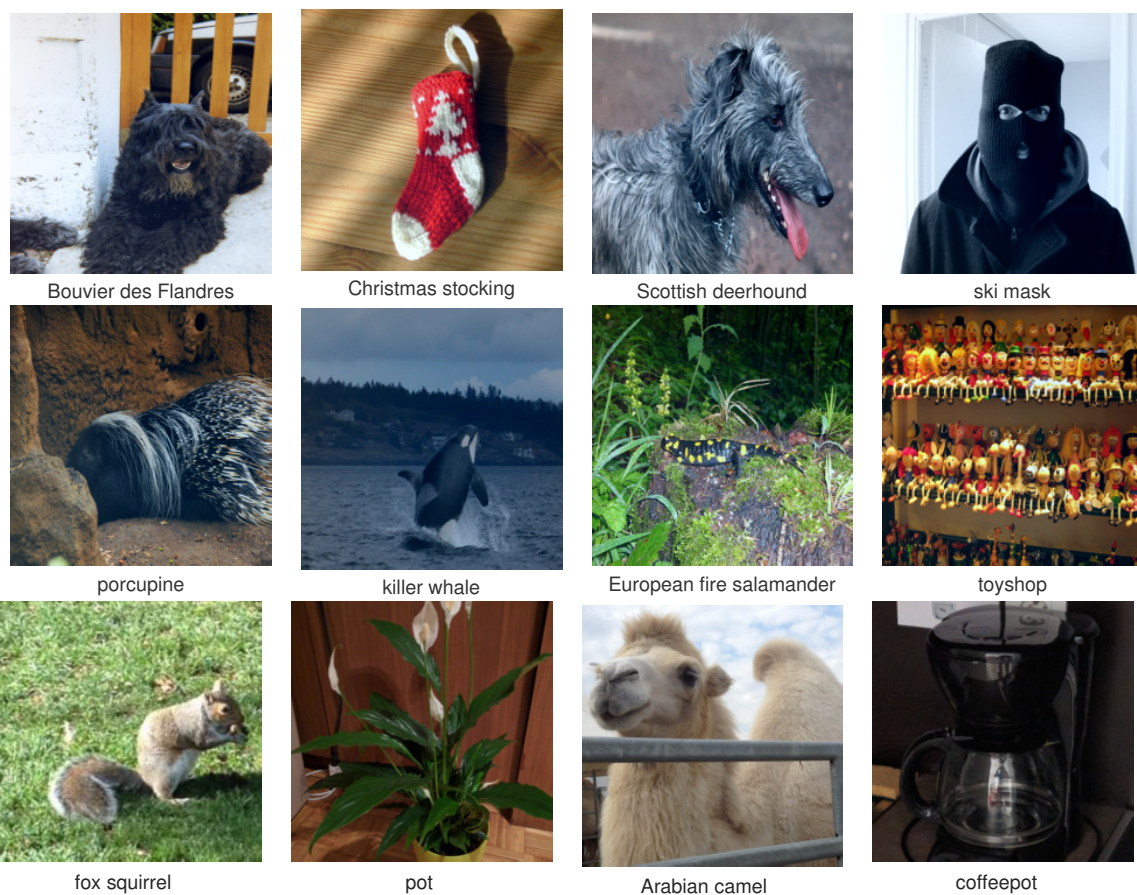 Bouvier des Flandres
Christmas stocking
Scottish deerhound
ski mask
porcupine
killer whale
European fire salamander
toyshop
fox squirrel
pot
Arabian camel
coffeepot